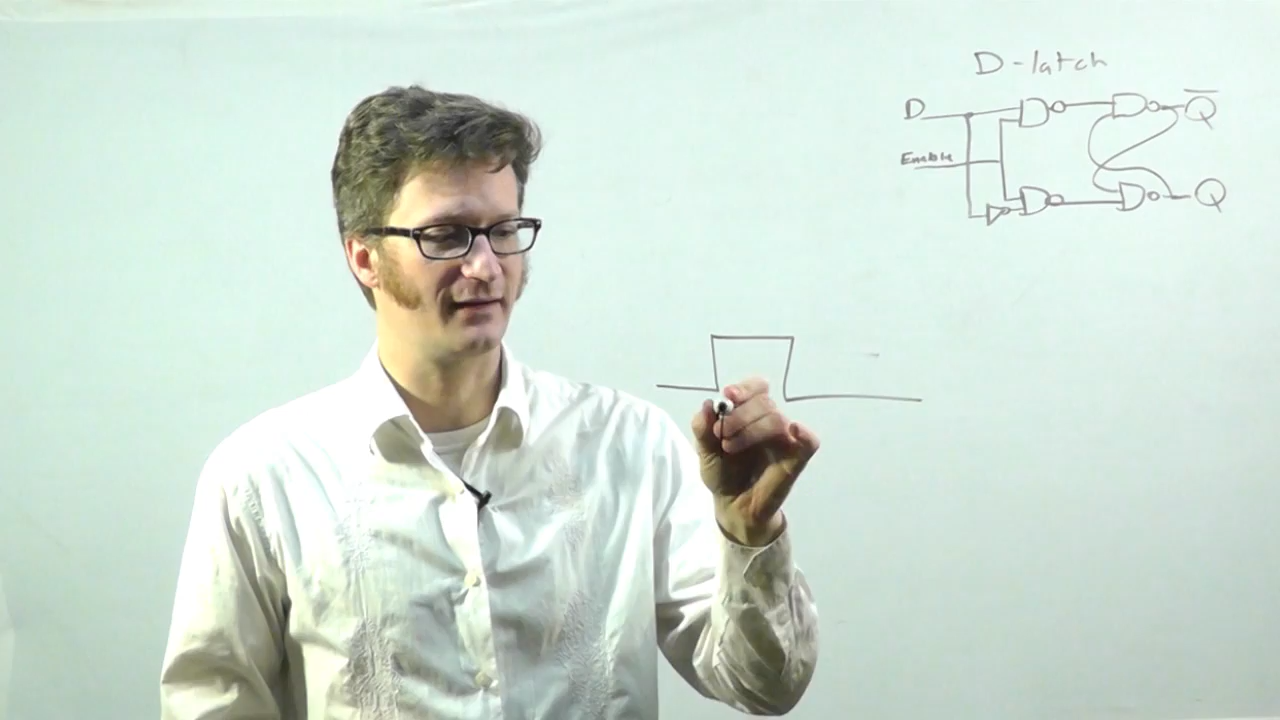 D-latch
D
Q̅
Enable
Q